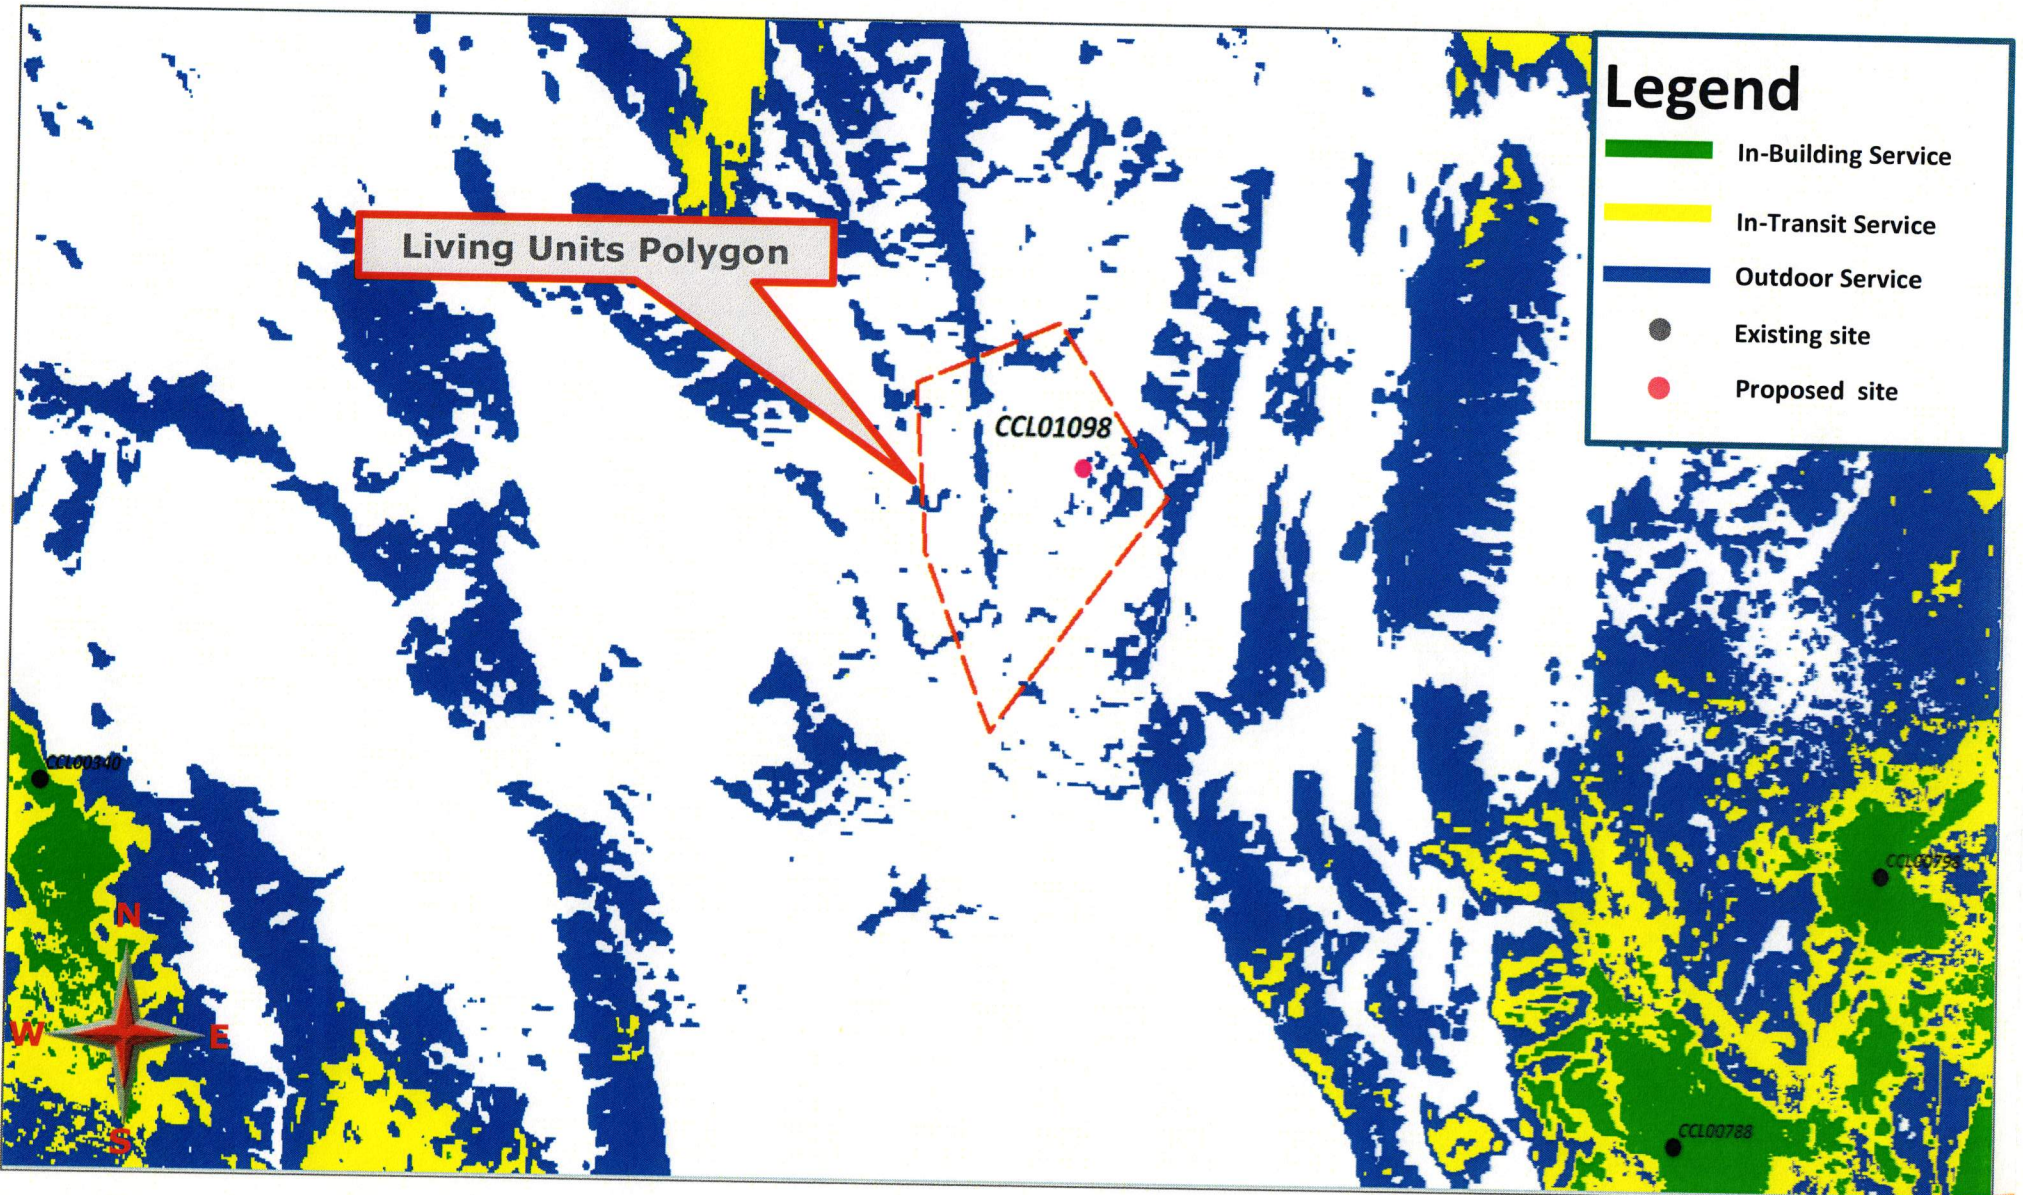 Legend
In-Building Service
In-Transit Service
Outdoor Service
Existing site
Proposed site
Living Units Polygon
CCL01098
CCL00340
N
W
E
S
CCL00788